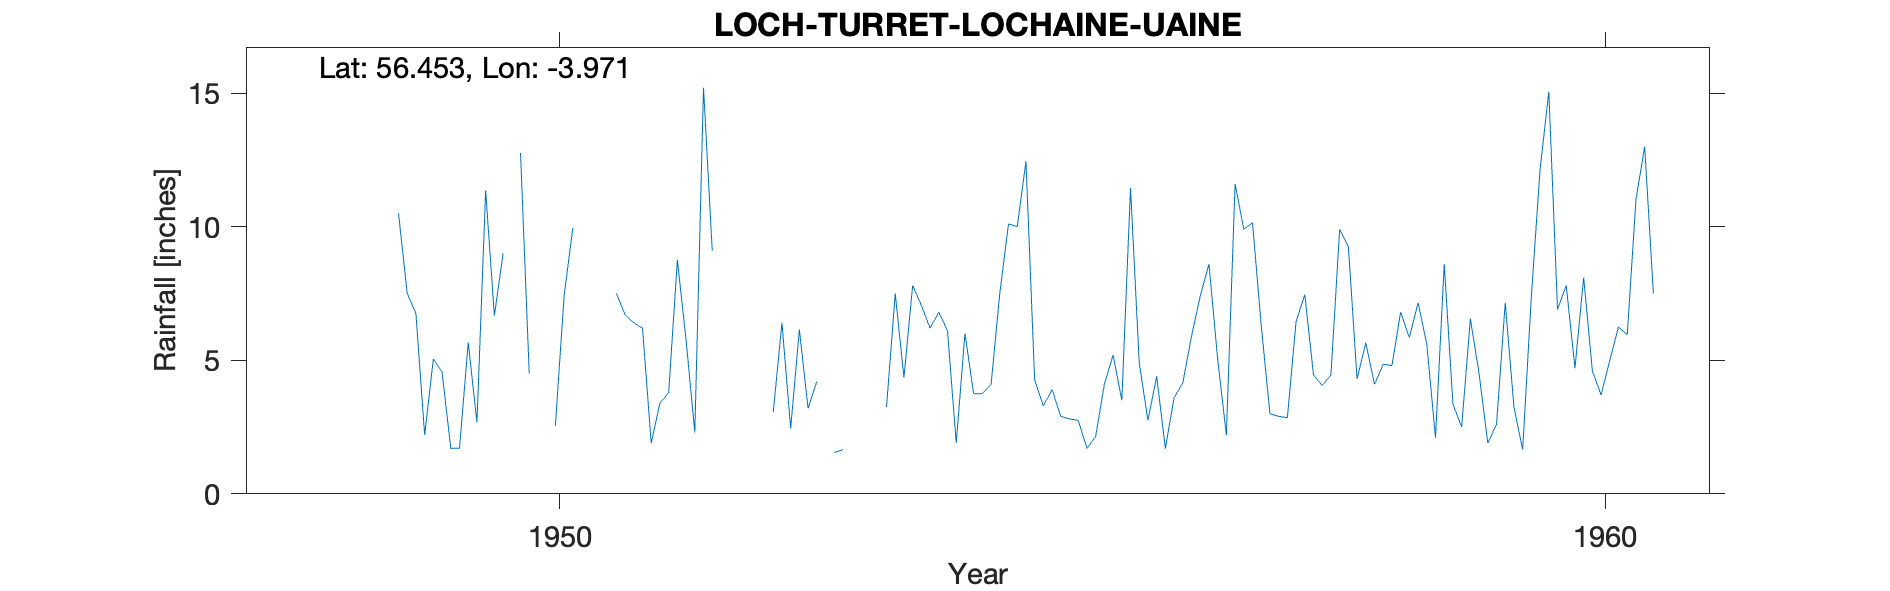 LOCH-TURRET-LOCHAINE-UAINE
Lat: 56.453, Lon: -3.971
15
10
5
0
Rainfall [inches]
1950
1960
Year